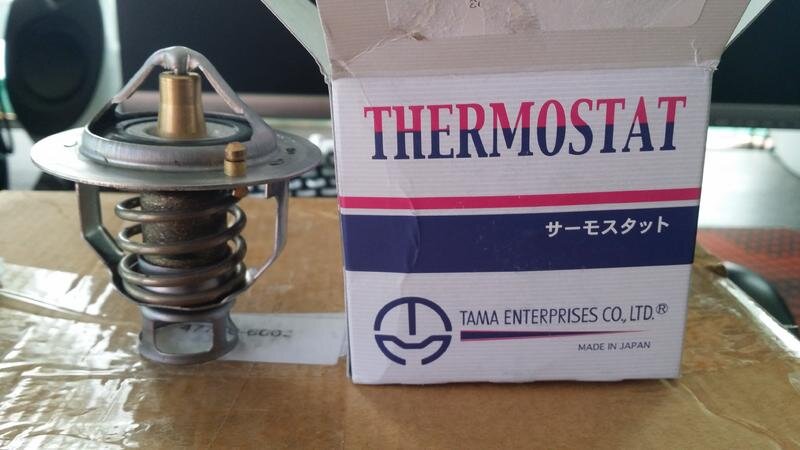 THERMOSTAT
サーモスタット
TAMA ENTERPRISES CO., LTD.®
MADE IN JAPAN